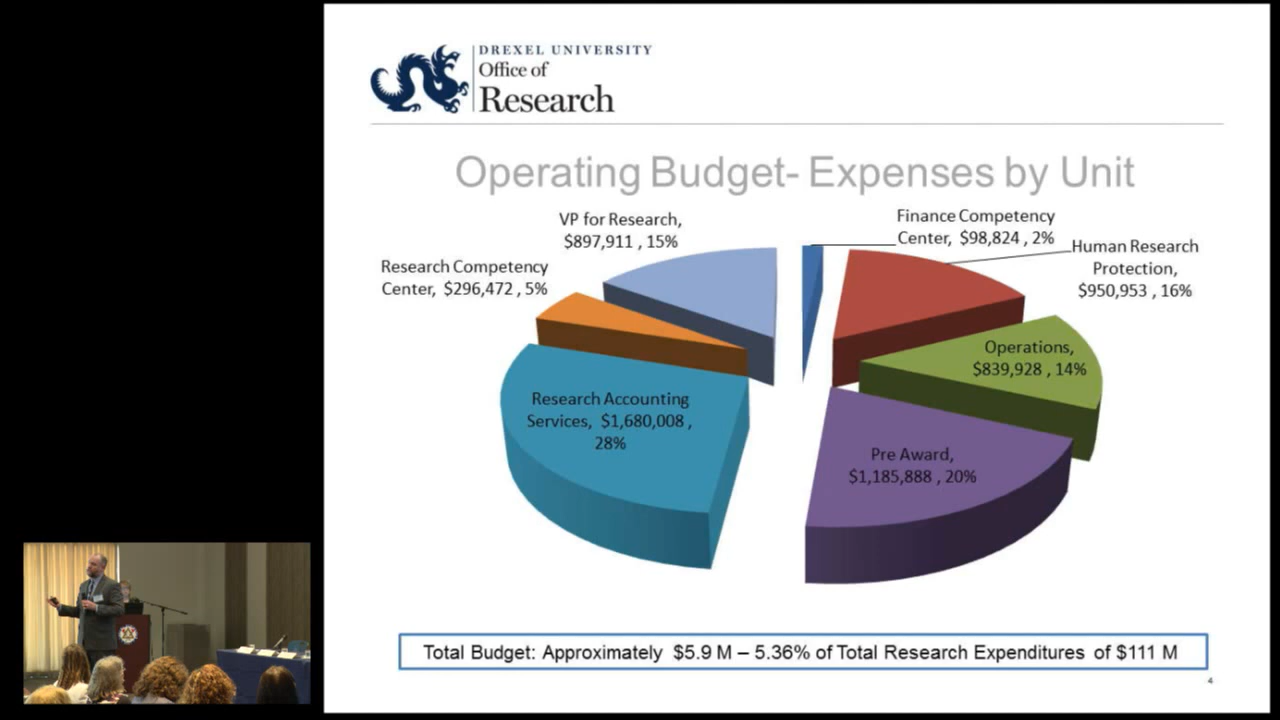 DREXEL UNIVERSITY
Office of
Research
Operating Budget- Expenses by Unit
VP for Research,
$897,911 , 15%
Finance Competency
Center, $98,824 , 2%
Human Research
Protection,
$950,953 , 16%
Research Competency
Center, $296,472 , 5%
Operations,
$839,928 , 14%
Research Accounting
Services, $1,680,008 ,
28%
Pre Award,
$1,185,888 , 20%
Total Budget: Approximately $5.9 M – 5.36% of Total Research Expenditures of $111 M
4